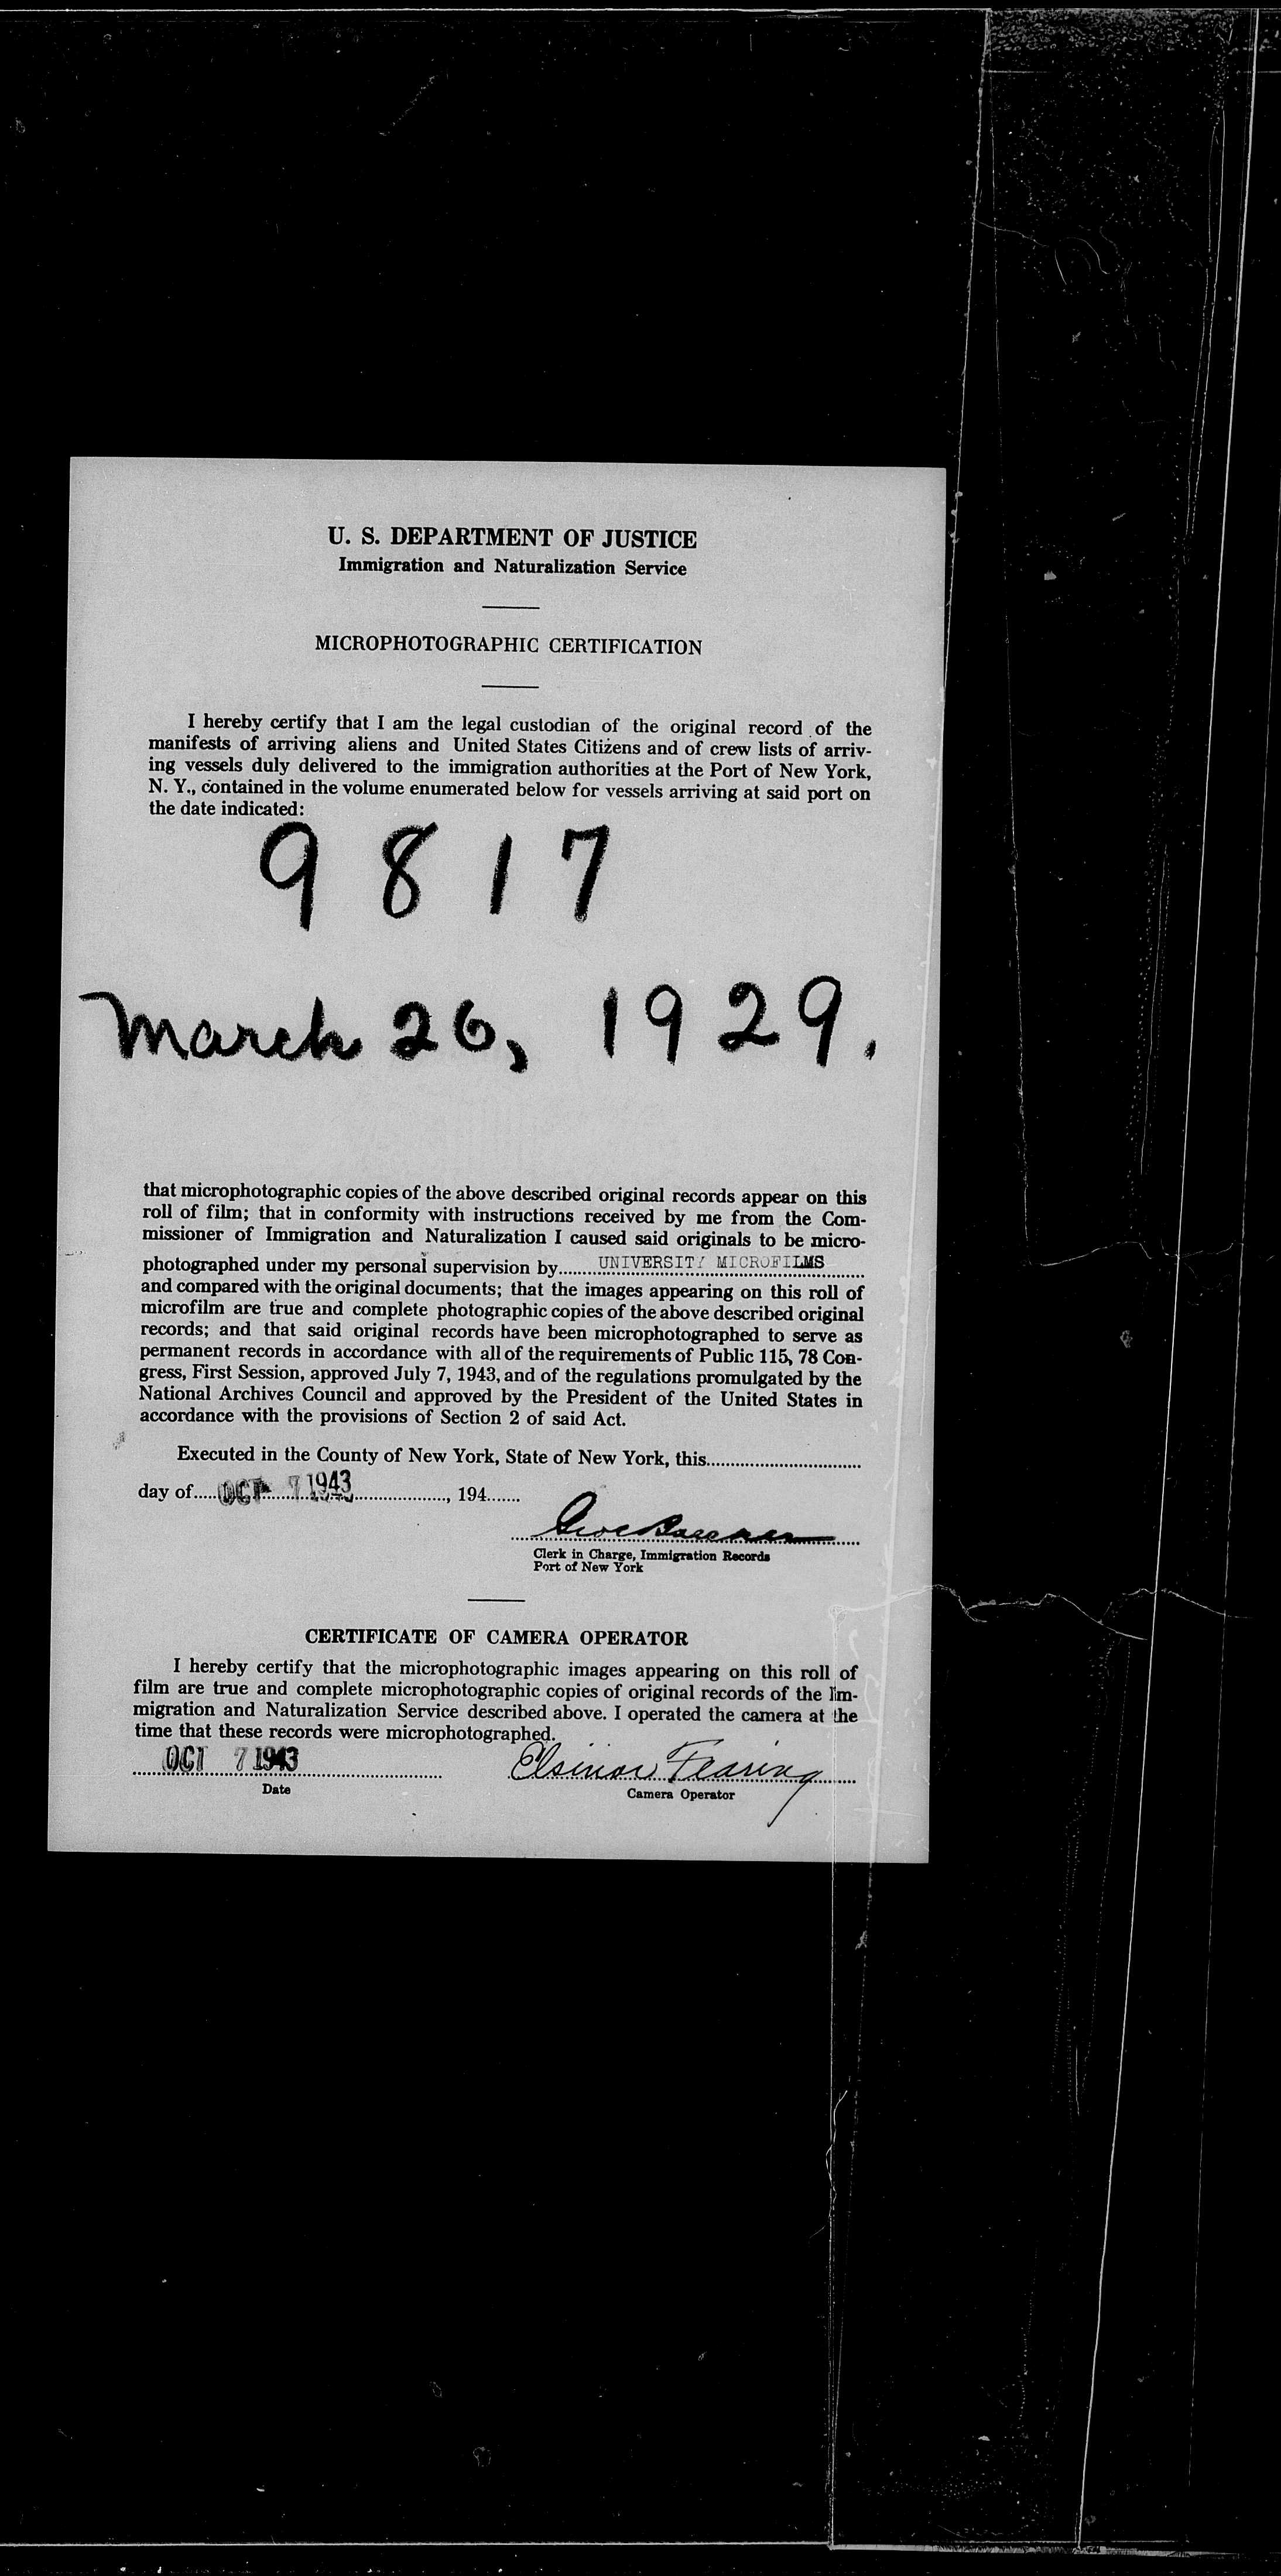 U. S. DEPARTMENT OF JUSTICE
Immigration and Naturalization Service
MICROPHOTOGRAPHIC CERTIFICATION
I hereby certify that I am the legal custodian of the original record of the
manifests of arriving aliens and United States Citizens and of crew lists of arriv-
ing vessels duly delivered to the immigration authorities at the Port of New York,
N. Y., contained in the volume enumerated below for vessels arriving at said port on
the date indicated:
9817
March 26, 1929.
that microphotographic copies of the above described original records appear on this
roll of film; that in conformity with instructions received by me from the Com-
missioner of Immigration and Naturalization I caused said originals to be micro-
photographed under my personal supervision by UNIVERSITY MICROFILMS
and compared with the original documents; that the images appearing on this roll of
microfilm are true and complete photographic copies of the above described original
records; and that said original records have been microphotographed to serve as
permanent records in accordance with all of the requirements of Public 115, 78 Con-
gress, First Session, approved July 7, 1943, and of the regulations promulgated by the
National Archives Council and approved by the President of the United States in
accordance with the provisions of Section 2 of said Act.
Executed in the County of New York, State of New York, this
day of OCT 7 1943, 194
Clerk in Charge, Immigration Records
Port of New York
CERTIFICATE OF CAMERA OPERATOR
I hereby certify that the microphotographic images appearing on this roll of
film are true and complete microphotographic copies of original records of the Im-
migration and Naturalization Service described above. I operated the camera at the
time that these records were microphotographed.
OCT 7 1943 Elsinor Fearing
Date
Camera Operator